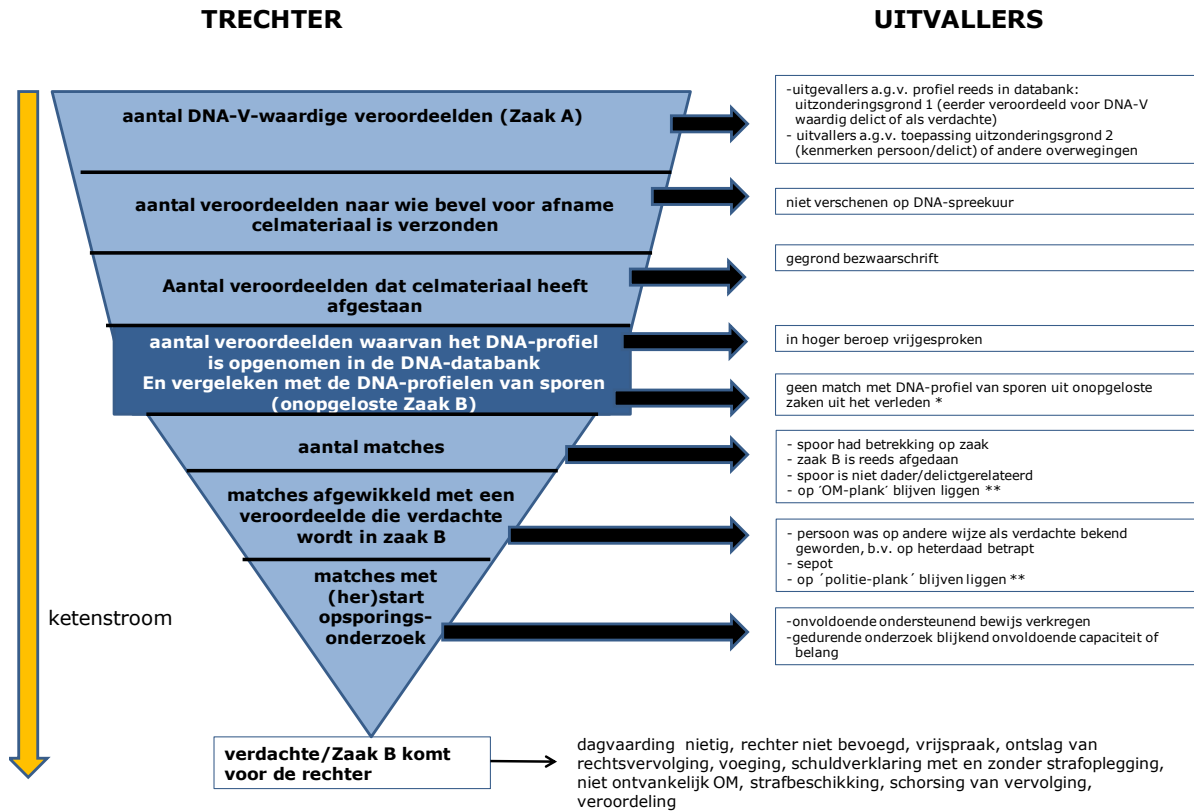 TRECHTER
UITVALLERS
aantal DNA-V-waardige veroordeelden (Zaak A)
-uitgevallers a.g.v. profiel reeds in databank:
uitzonderingsgrond 1 (eerder veroordeeld voor DNA-V
waardig delict of als verdachte)
- uitvallers a.g.v. toepassing uitzonderingsgrond 2
(kenmerken persoon/delict) of andere overwegingen
aantal veroordeelden naar wie bevel voor afname
celmateriaal is verzonden
niet verschenen op DNA-spreekuur
Aantal veroordeelden dat celmateriaal heeft
afgestaan
gegrond bezwaarschrift
aantal veroordeelden waarvan het DNA-profiel
is opgenomen in de DNA-databank
En vergeleken met de DNA-profielen van sporen
(onopgeloste Zaak B)
in hoger beroep vrijgesproken
geen match met DNA-profiel van sporen uit onopgeloste
zaken uit het verleden *
aantal matches
- spoor had betrekking op zaak
- zaak B is reeds afgedaan
- spoor is niet dader/delictgerelateerd
- op ´OM-plank´ blijven liggen **
matches afgewikkeld met een
veroordeelde die verdachte
wordt in zaak B
- persoon was op andere wijze als verdachte bekend
geworden, b.v. op heterdaad betrapt
- sepot
- op ´politie-plank´ blijven liggen **
matches met
(her)start
opsporings-
onderzoek
-onvoldoende ondersteunend bewijs verkregen
-gedurende onderzoek blijkend onvoldoende capaciteit of
belang
ketenstroom
verdachte/Zaak B komt
voor de rechter
dagvaarding nietig, rechter niet bevoegd, vrijspraak, ontslag van
rechtsvervolging, voeging, schuldverklaring met en zonder strafoplegging,
niet ontvankelijk OM, strafbeschikking, schorsing van vervolging,
veroordeling